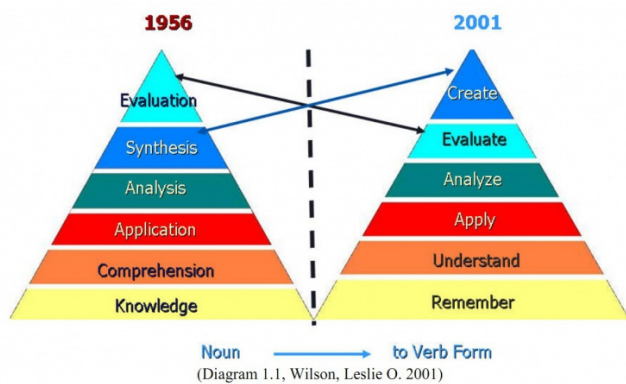 1956
Evaluation
Synthesis
Analysis
Application
Comprehension
Knowledge
2001
Create
Evaluate
Analyze
Apply
Understand
Remember
Noun to Verb Form
(Diagram 1.1, Wilson, Leslie O. 2001)